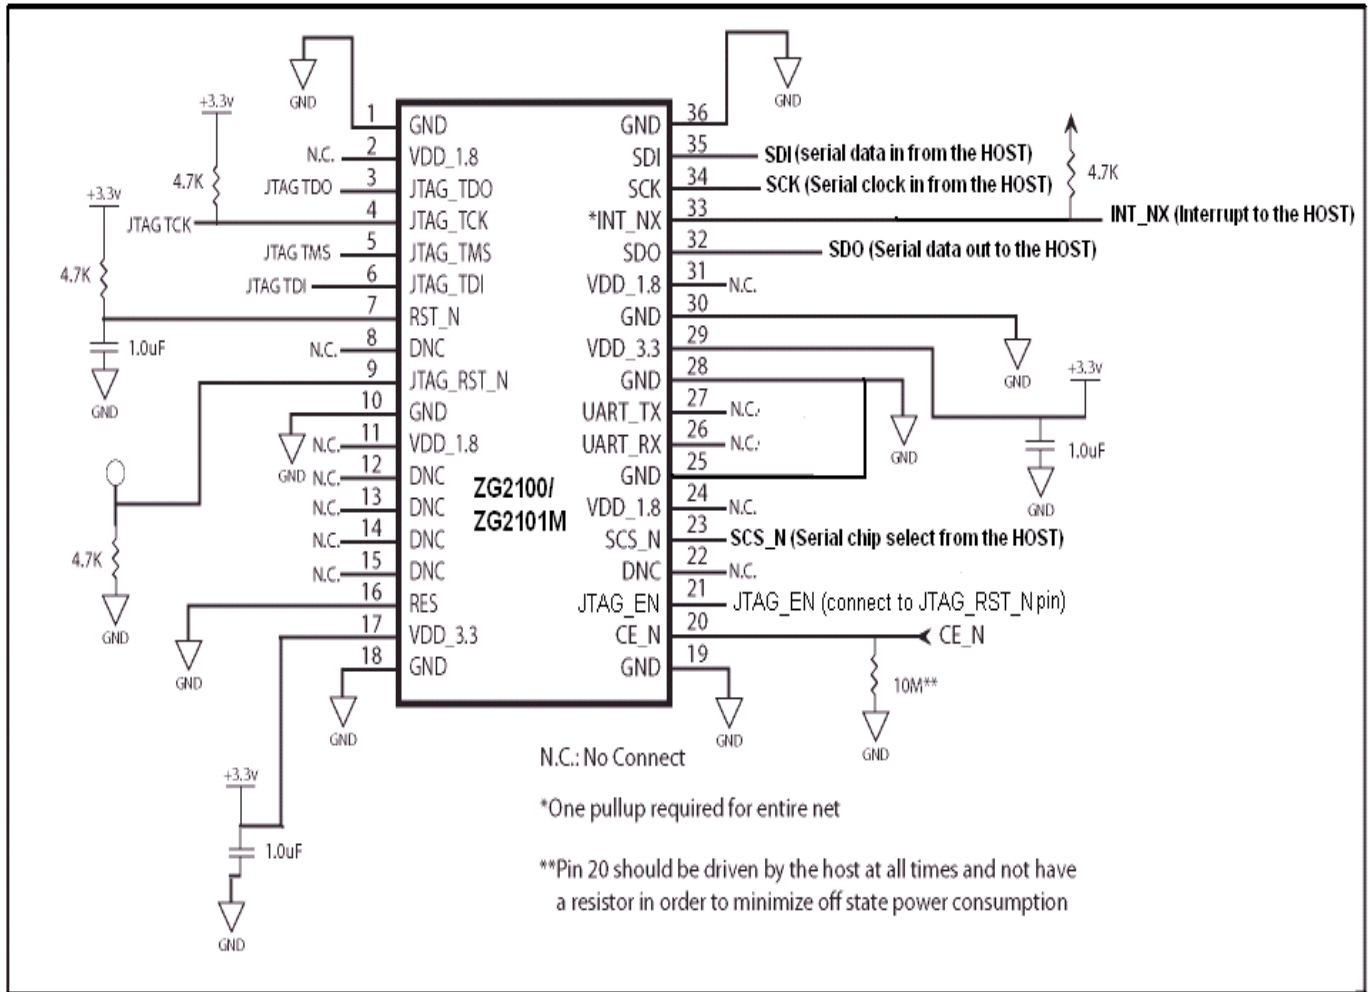 GND
GND
+3.3v
4.7K
+3.3v
4.7K
1.0uF
GND
N.C.
JTAG TDO
JTAG TCK
JTAG TMS
JTAG TDI
N.C.
GND
N.C.
N.C.
N.C.
N.C.
N.C.
4.7K
GND
GND
GND
+3.3v
1.0uF
GND
1 GND
2 VDD_1.8
3 JTAG_TDO
4 JTAG_TCK
5 JTAG_TMS
6 JTAG_TDI
7 RST_N
8 DNC
9 JTAG_RST_N
10 GND
11 VDD_1.8
12 DNC
13 DNC
14 DNC
15 DNC
16 RES
17 VDD_3.3
18 GND
ZG2100/
ZG2101M
GND 36
SDI 35 SDI (serial data in from the HOST)
SCK 34 SCK (Serial clock in from the HOST)
4.7K
*INT_NX 33 INT_NX (Interrupt to the HOST)
SDO 32 SDO (Serial data out to the HOST)
VDD_1.8 31 N.C.
GND 30
GND
VDD_3.3 29
+3.3v
1.0uF
GND
GND 28
GND
UART_TX 27 N.C.
UART_RX 26 N.C.
GND 25
VDD_1.8 24 N.C.
SCS_N 23 SCS_N (Serial chip select from the HOST)
DNC 22 N.C.
JTAG_EN 21 JTAG_EN (connect to JTAG_RST_N pin)
CE_N 20 CE_N
10M**
GND
GND 19
GND
N.C.: No Connect
*One pullup required for entire net
**Pin 20 should be driven by the host at all times and not have
a resistor in order to minimize off state power consumption